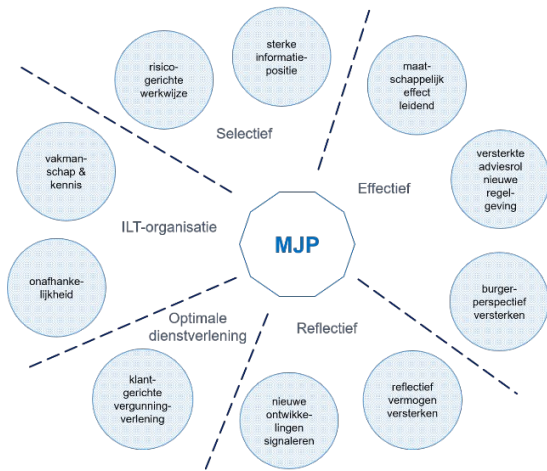 sterke
informatie-
positie
risico-
gerichte
werkwijze
maat-
schappelijk
effect
leidend
Selectief
vakman-
schap &
kennis
versterkte
adviesrol
nieuwe
regel-
geving
Effectief
ILT-organisatie
MJP
onafhanke-
lijkheid
burger-
perspectief
versterken
Optimale
dienstverlening
Reflectief
klant-
gerichte
vergunning-
verlening
nieuwe
ontwikke-
lingen
signaleren
reflectief
vermogen
versterken